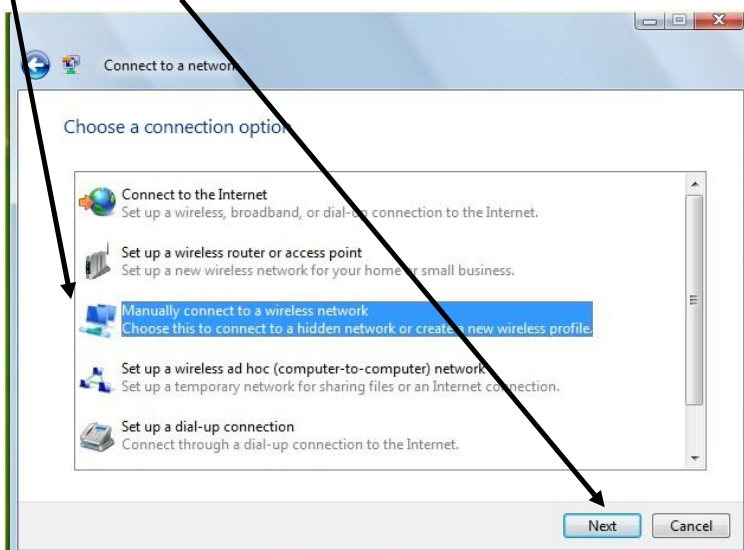 Connect to a network
Choose a connection option
Connect to the Internet
Set up a wireless, broadband, or dial-up connection to the Internet.
Set up a wireless router or access point
Set up a new wireless network for your home or small business.
Manually connect to a wireless network
Choose this to connect to a hidden network or create a new wireless profile.
Set up a wireless ad hoc (computer-to-computer) network
Set up a temporary network for sharing files or an Internet connection.
Set up a dial-up connection
Connect through a dial-up connection to the Internet.
Next
Cancel